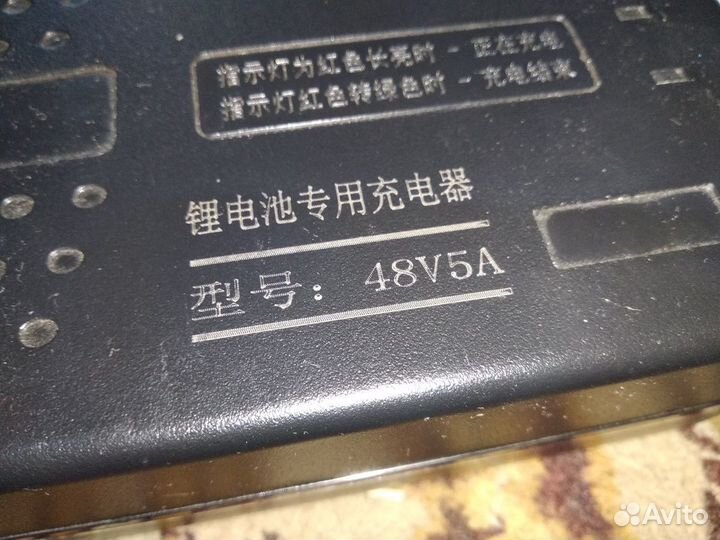 指示灯为红色长亮时 - 正在充电
指示灯红色转绿色时 - 充电结束
锂电池专用充电器
型号: 48V5A
Avito